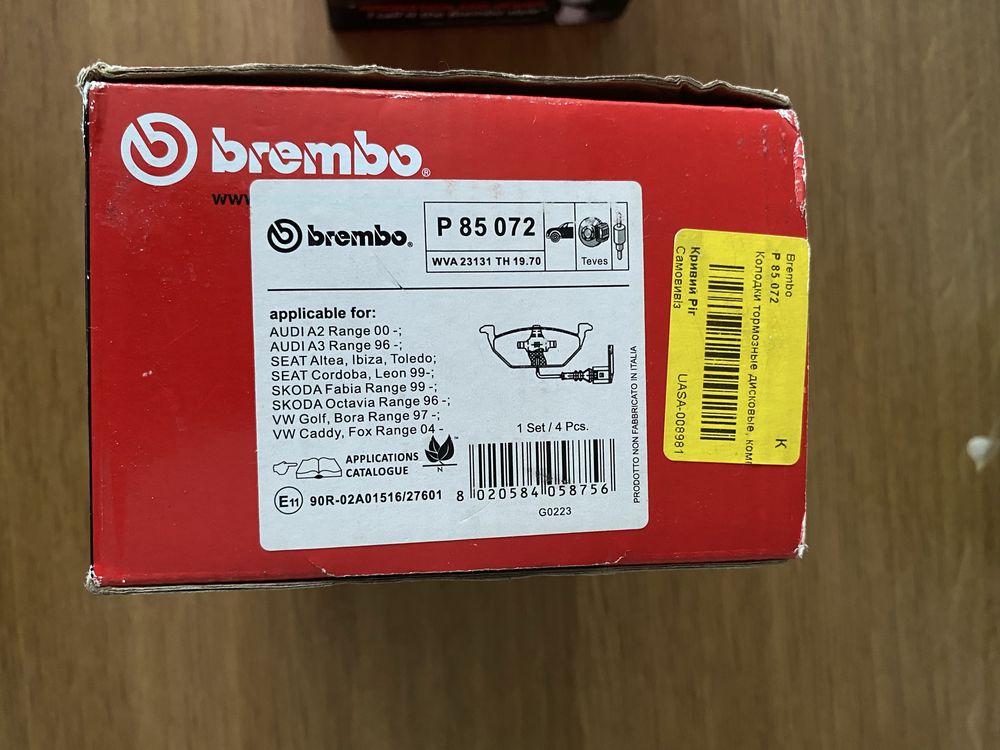 brembo®
www
brembo®
P 85 072
WVA 23131 TH 19.70
Teves
applicable for:
AUDI A2 Range 00 -;
AUDI A3 Range 96 -;
SEAT Altea, Ibiza, Toledo;
SEAT Cordoba, Leon 99-;
SKODA Fabia Range 99 -;
SKODA Octavia Range 96 -;
VW Golf, Bora Range 97 -;
VW Caddy, Fox Range 04 -
1 Set / 4 Pcs.
APPLICATIONS
CATALOGUE
N
E11 90R-02A01516/27601
8 020584 058756
G0223
PRODOTTO NON FABBRICATO IN ITALIA
Brembo
P 85 072
Колодки тормозные дисковые, комп
K
Кривий Ріг
Самовивіз
UASA-008981